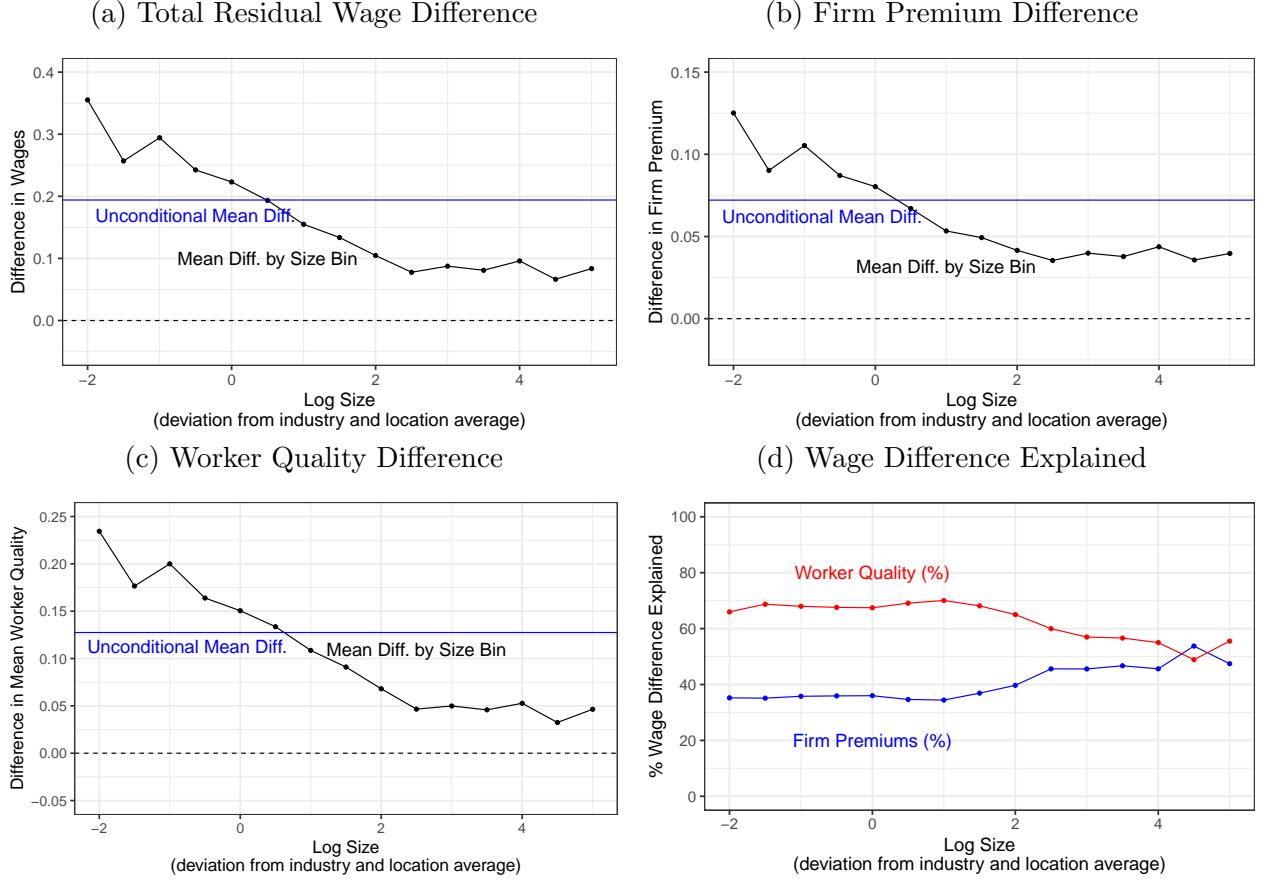 (a) Total Residual Wage Difference
Difference in Wages
0.4
0.3
0.2
0.1
0.0
Unconditional Mean Diff.
Mean Diff. by Size Bin
−2 0 2 4
Log Size
(deviation from industry and location average)
(b) Firm Premium Difference
Difference in Firm Premium
0.15
0.10
0.05
0.00
Unconditional Mean Diff.
Mean Diff. by Size Bin
−2 0 2 4
Log Size
(deviation from industry and location average)
(c) Worker Quality Difference
Difference in Mean Worker Quality
0.25
0.20
0.15
0.10
0.05
0.00
−0.05
Unconditional Mean Diff.
Mean Diff. by Size Bin
−2 0 2 4
Log Size
(deviation from industry and location average)
(d) Wage Difference Explained
% Wage Difference Explained
100
80
60
40
20
0
Worker Quality (%)
Firm Premiums (%)
−2 0 2 4
Log Size
(deviation from industry and location average)